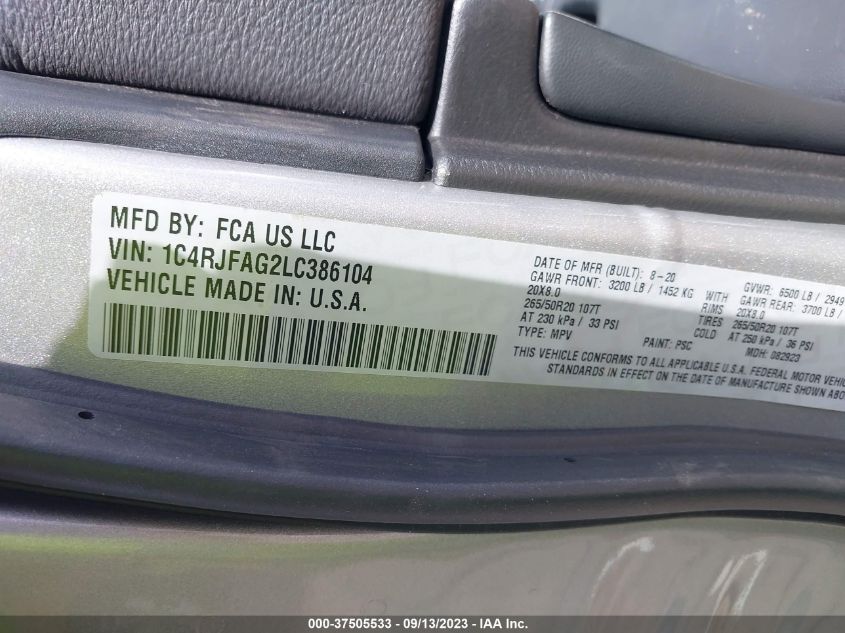 MFD BY: FCA US LLC
VIN: 1C4RJFAG2LC386104
VEHICLE MADE IN: U.S.A.
DATE OF MFR (BUILT): 8-20
GAWR FRONT: 3200 LB / 1452 KG
20X8.0
265/50R20 107T
AT 230 kPa / 33 PSI
TYPE: MPV
WITH
RIMS
TIRES
COLD
PAINT: PSC
GVWR: 6500 LB / 2949
GAWR REAR: 3700 LB /
20X8.0
265/50R20 107T
AT 250 kPa / 36 PSI
MDH: 082923
THIS VEHICLE CONFORMS TO ALL APPLICABLE U.S.A. FEDERAL MOTOR VEHIC
STANDARDS IN EFFECT ON THE DATE OF MANUFACTURE SHOWN ABO
000-37505533 - 09/13/2023 - IAA Inc.